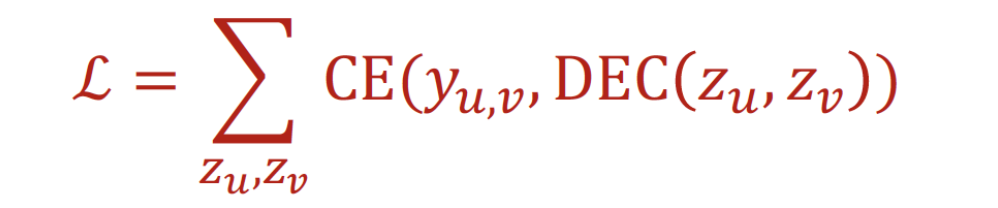 ℒ = ∑ CE(y_{u,v}, DEC(z_u, z_v))
z_u, z_v